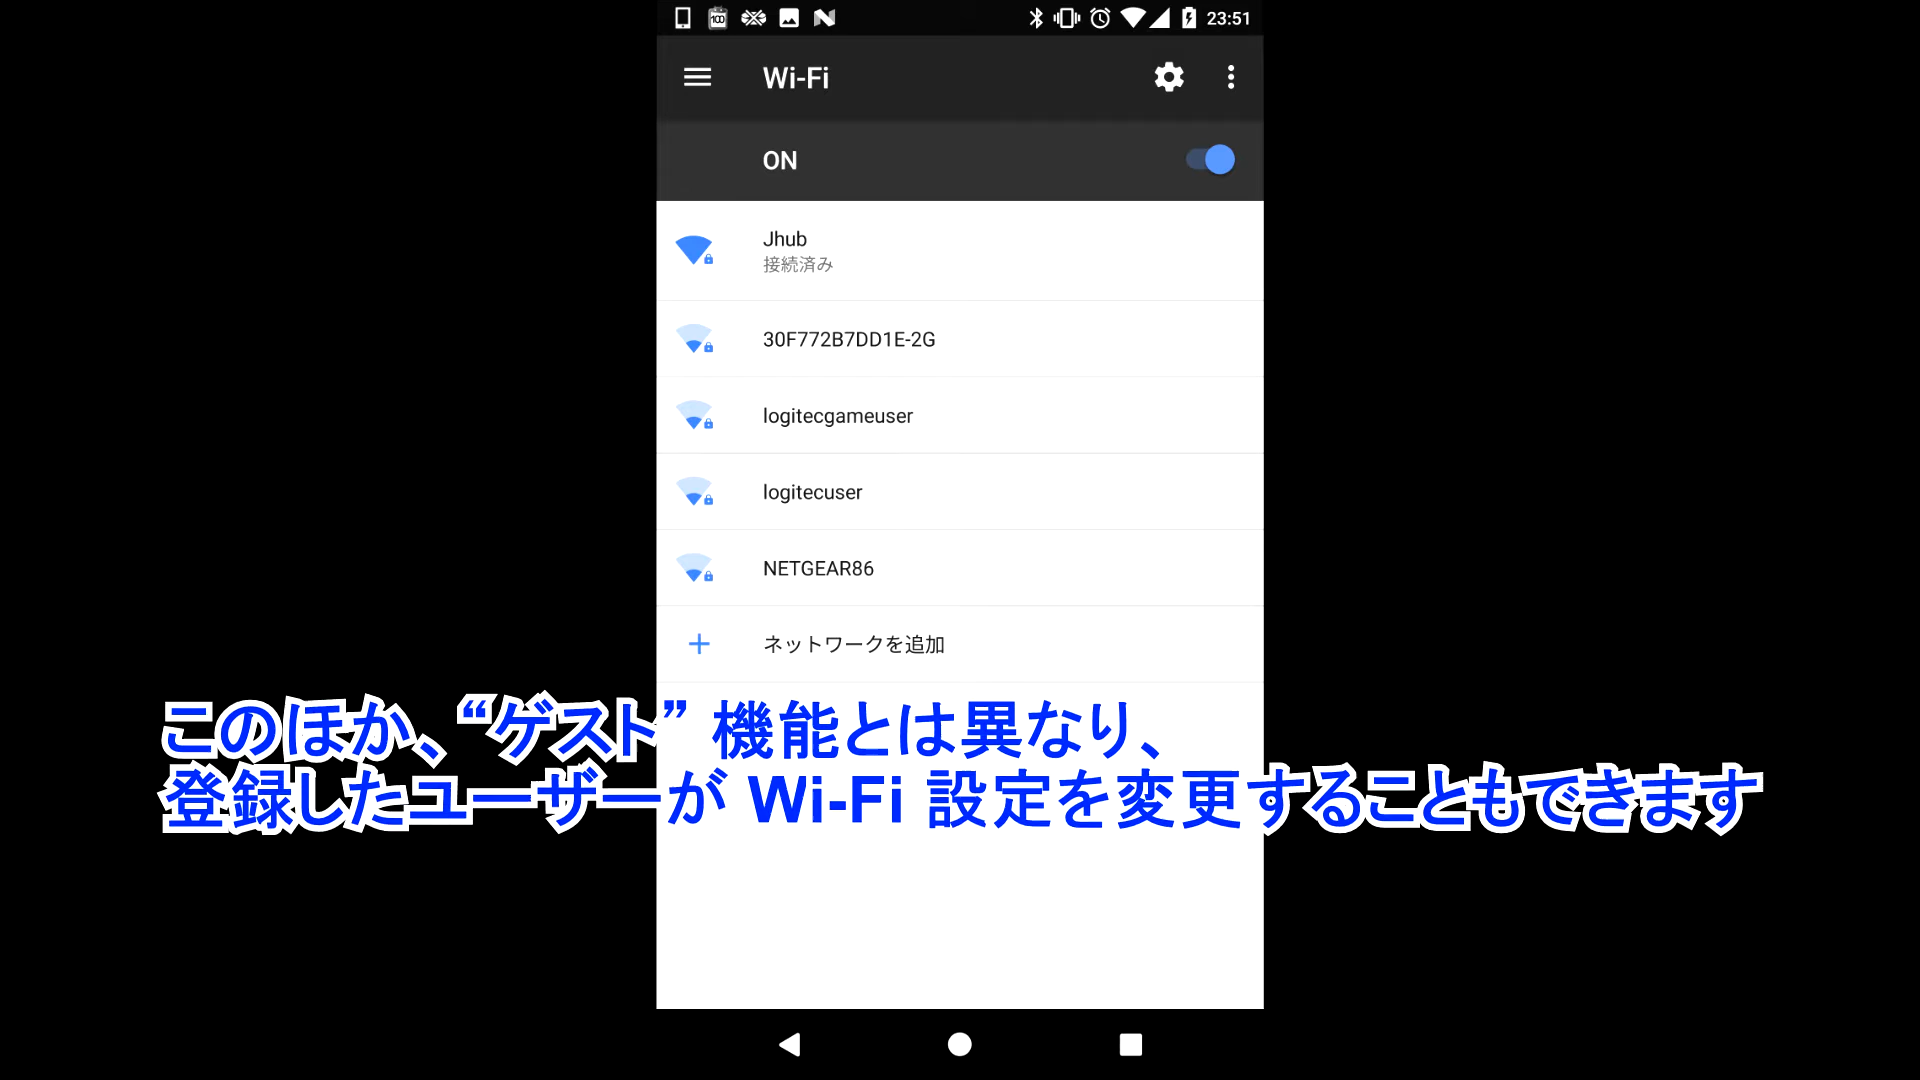 100
23:51
Wi-Fi
ON
Jhub
接続済み
30F772B7DD1E-2G
logitecgameuser
logitecuser
NETGEAR86
ネットワークを追加
このほか、“ゲスト” 機能とは異なり、
登録したユーザーが Wi-Fi 設定を変更することもできます